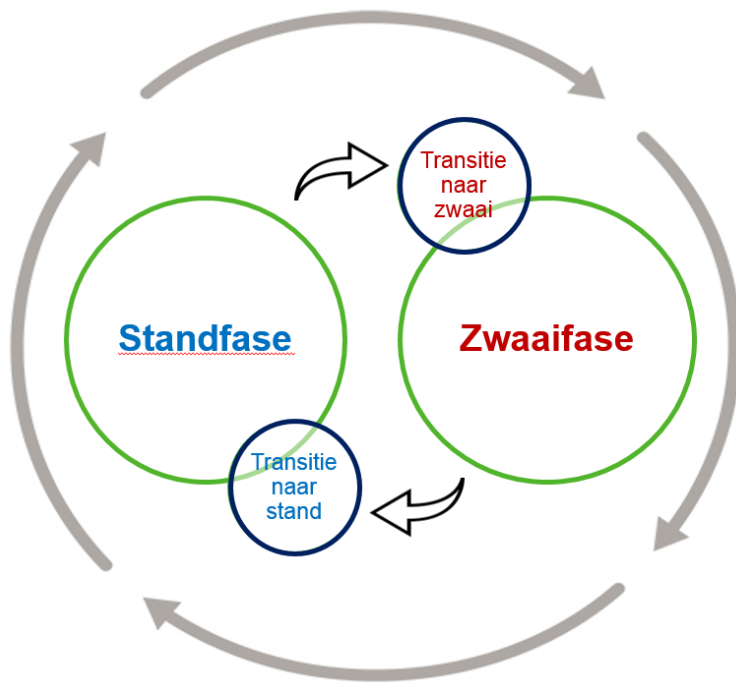 Transitie
naar
zwaai
Standfase
Zwaaifase
Transitie
naar
stand